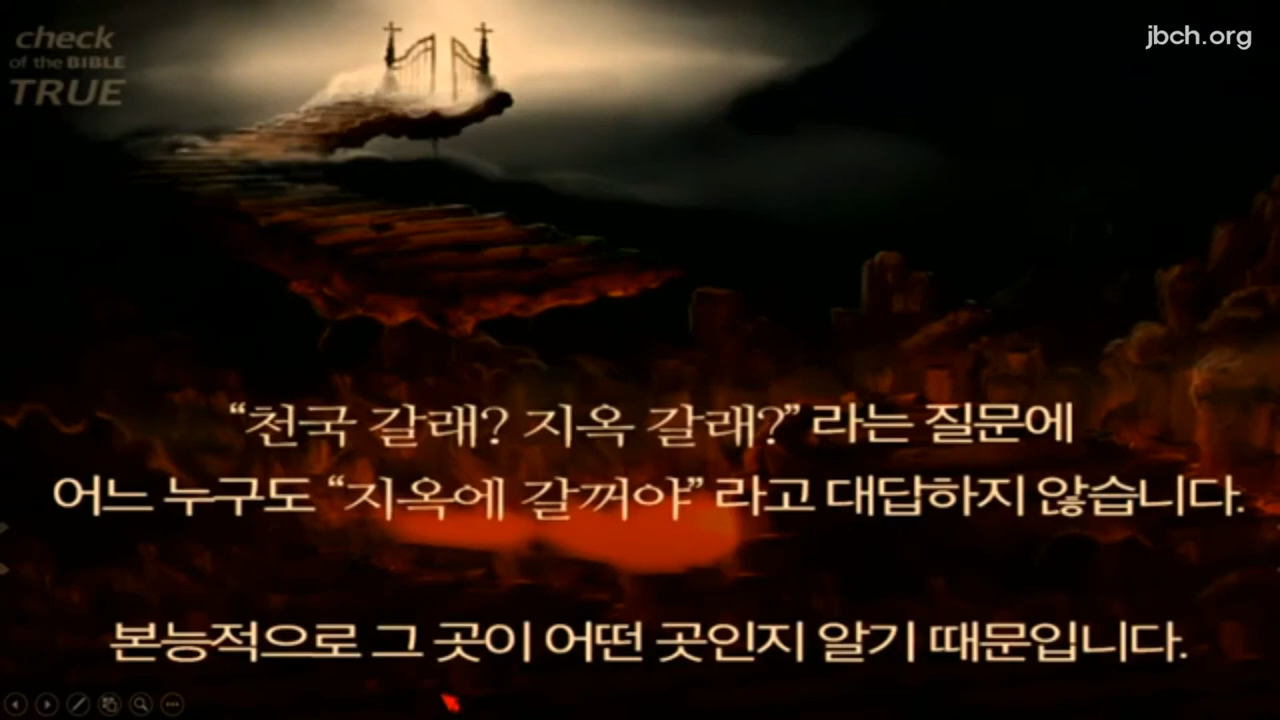 check
of the BIBLE
TRUE
jbch.org
“천국 갈래? 지옥 갈래?” 라는 질문에
어느 누구도 “지옥에 갈꺼야” 라고 대답하지 않습니다.
본능적으로 그 곳이 어떤 곳인지 알기 때문입니다.